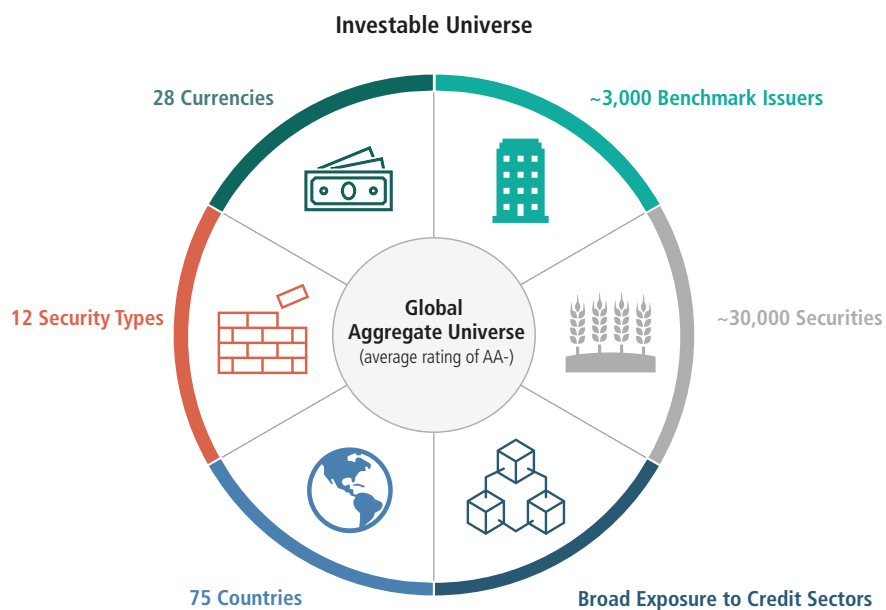 Investable Universe
28 Currencies
~3,000 Benchmark Issuers
12 Security Types
Global
Aggregate Universe
(average rating of AA-)
~30,000 Securities
75 Countries
Broad Exposure to Credit Sectors